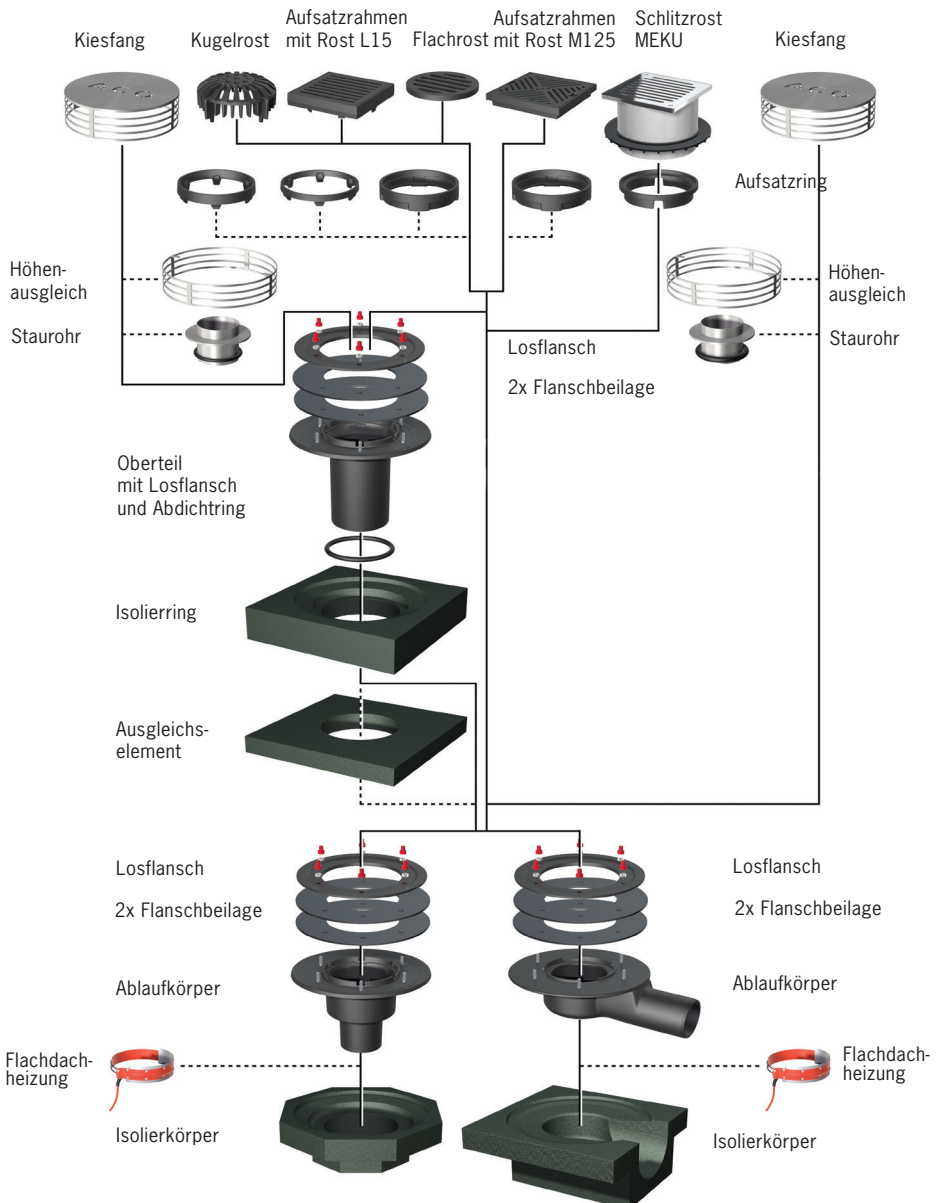 Kiesfang
Kugelrost
Aufsatzrahmen
mit Rost L15
Flachrost
Aufsatzrahmen
mit Rost M125
Schlitzrost
MEKU
Kiesfang
ACO
ACO
Aufsatzring
Höhen-
ausgleich
Höhen-
ausgleich
Staurohr
Staurohr
Losflansch
2x Flanschbeilage
Oberteil
mit Losflansch
und Abdichtring
Isolierring
Ausgleichs-
element
Losflansch
Losflansch
2x Flanschbeilage
2x Flanschbeilage
Ablaufkörper
Ablaufkörper
Flachdach-
heizung
Flachdach-
heizung
Isolierkörper
Isolierkörper